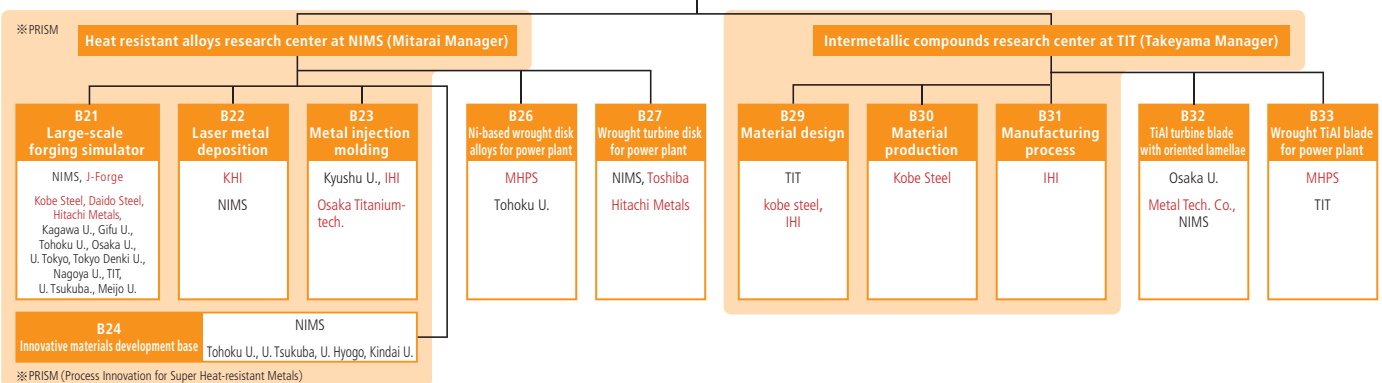 ※PRISM
Heat resistant alloys research center at NIMS (Mitarai Manager)
Intermetallic compounds research center at TIT (Takeyama Manager)
B21
Large-scale
forging simulator
NIMS, J-Forge
Kobe Steel, Daido Steel,
Hitachi Metals,
Kagawa U., Gifu U.,
Tohoku U., Osaka U.,
U. Tokyo, Tokyo Denki U.,
Nagoya U., TIT,
U. Tsukuba., Meijo U.
B22
Laser metal
deposition
KHI
NIMS
B23
Metal injection
molding
Kyushu U., IHI
Osaka Titanium-
tech.
B26
Ni-based wrought disk
alloys for power plant
MHPS
Tohoku U.
B27
Wrought turbine disk
for power plant
NIMS, Toshiba
Hitachi Metals
B29
Material design
TIT
kobe steel,
IHI
B30
Material
production
Kobe Steel
B31
Manufacturing
process
IHI
B32
TiAl turbine blade
with oriented lamellae
Osaka U.
Metal Tech. Co.,
NIMS
B33
Wrought TiAl blade
for power plant
MHPS
TIT
B24
Innovative materials development base
NIMS
Tohoku U., U. Tsukuba, U. Hyogo, Kindai U.
※PRISM (Process Innovation for Super Heat-resistant Metals)